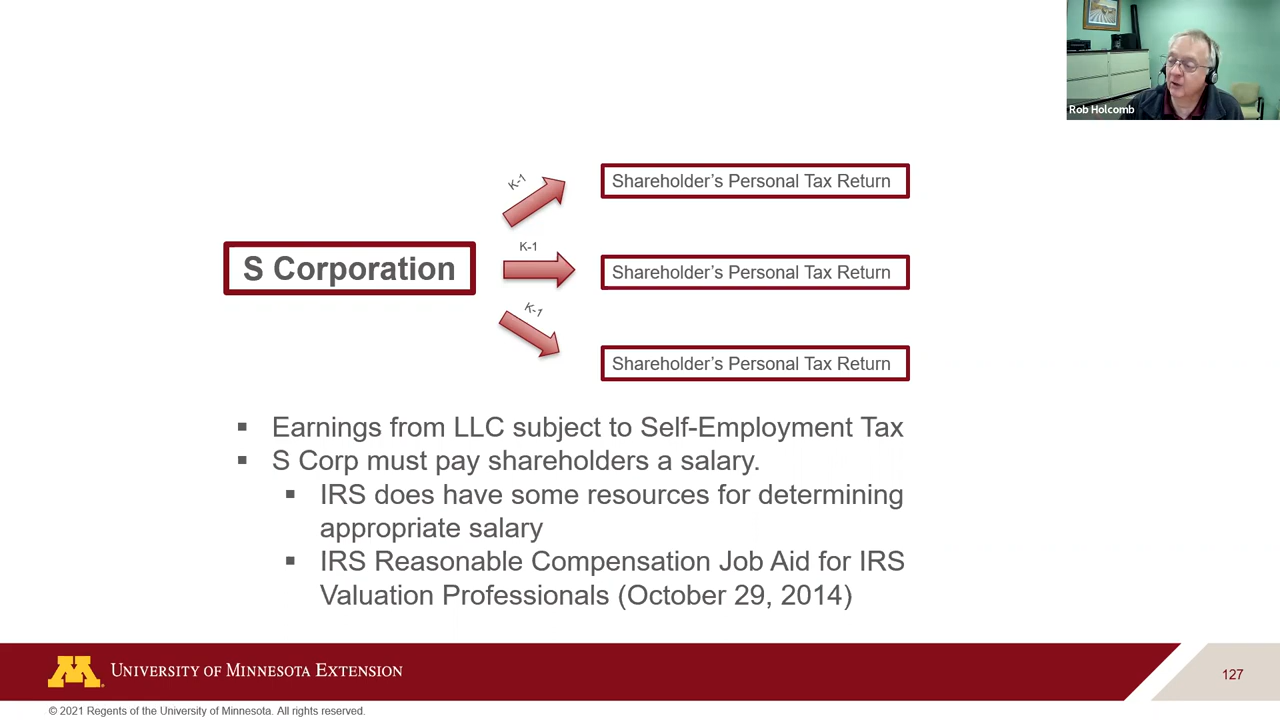 Rob Holcomb
K-1
Shareholder’s Personal Tax Return
S Corporation
K-1
Shareholder’s Personal Tax Return
K-1
Shareholder’s Personal Tax Return
▪ Earnings from LLC subject to Self-Employment Tax
▪ S Corp must pay shareholders a salary.
▪ IRS does have some resources for determining
appropriate salary
▪ IRS Reasonable Compensation Job Aid for IRS
Valuation Professionals (October 29, 2014)
M
UNIVERSITY OF MINNESOTA EXTENSION
127
© 2021 Regents of the University of Minnesota. All rights reserved.